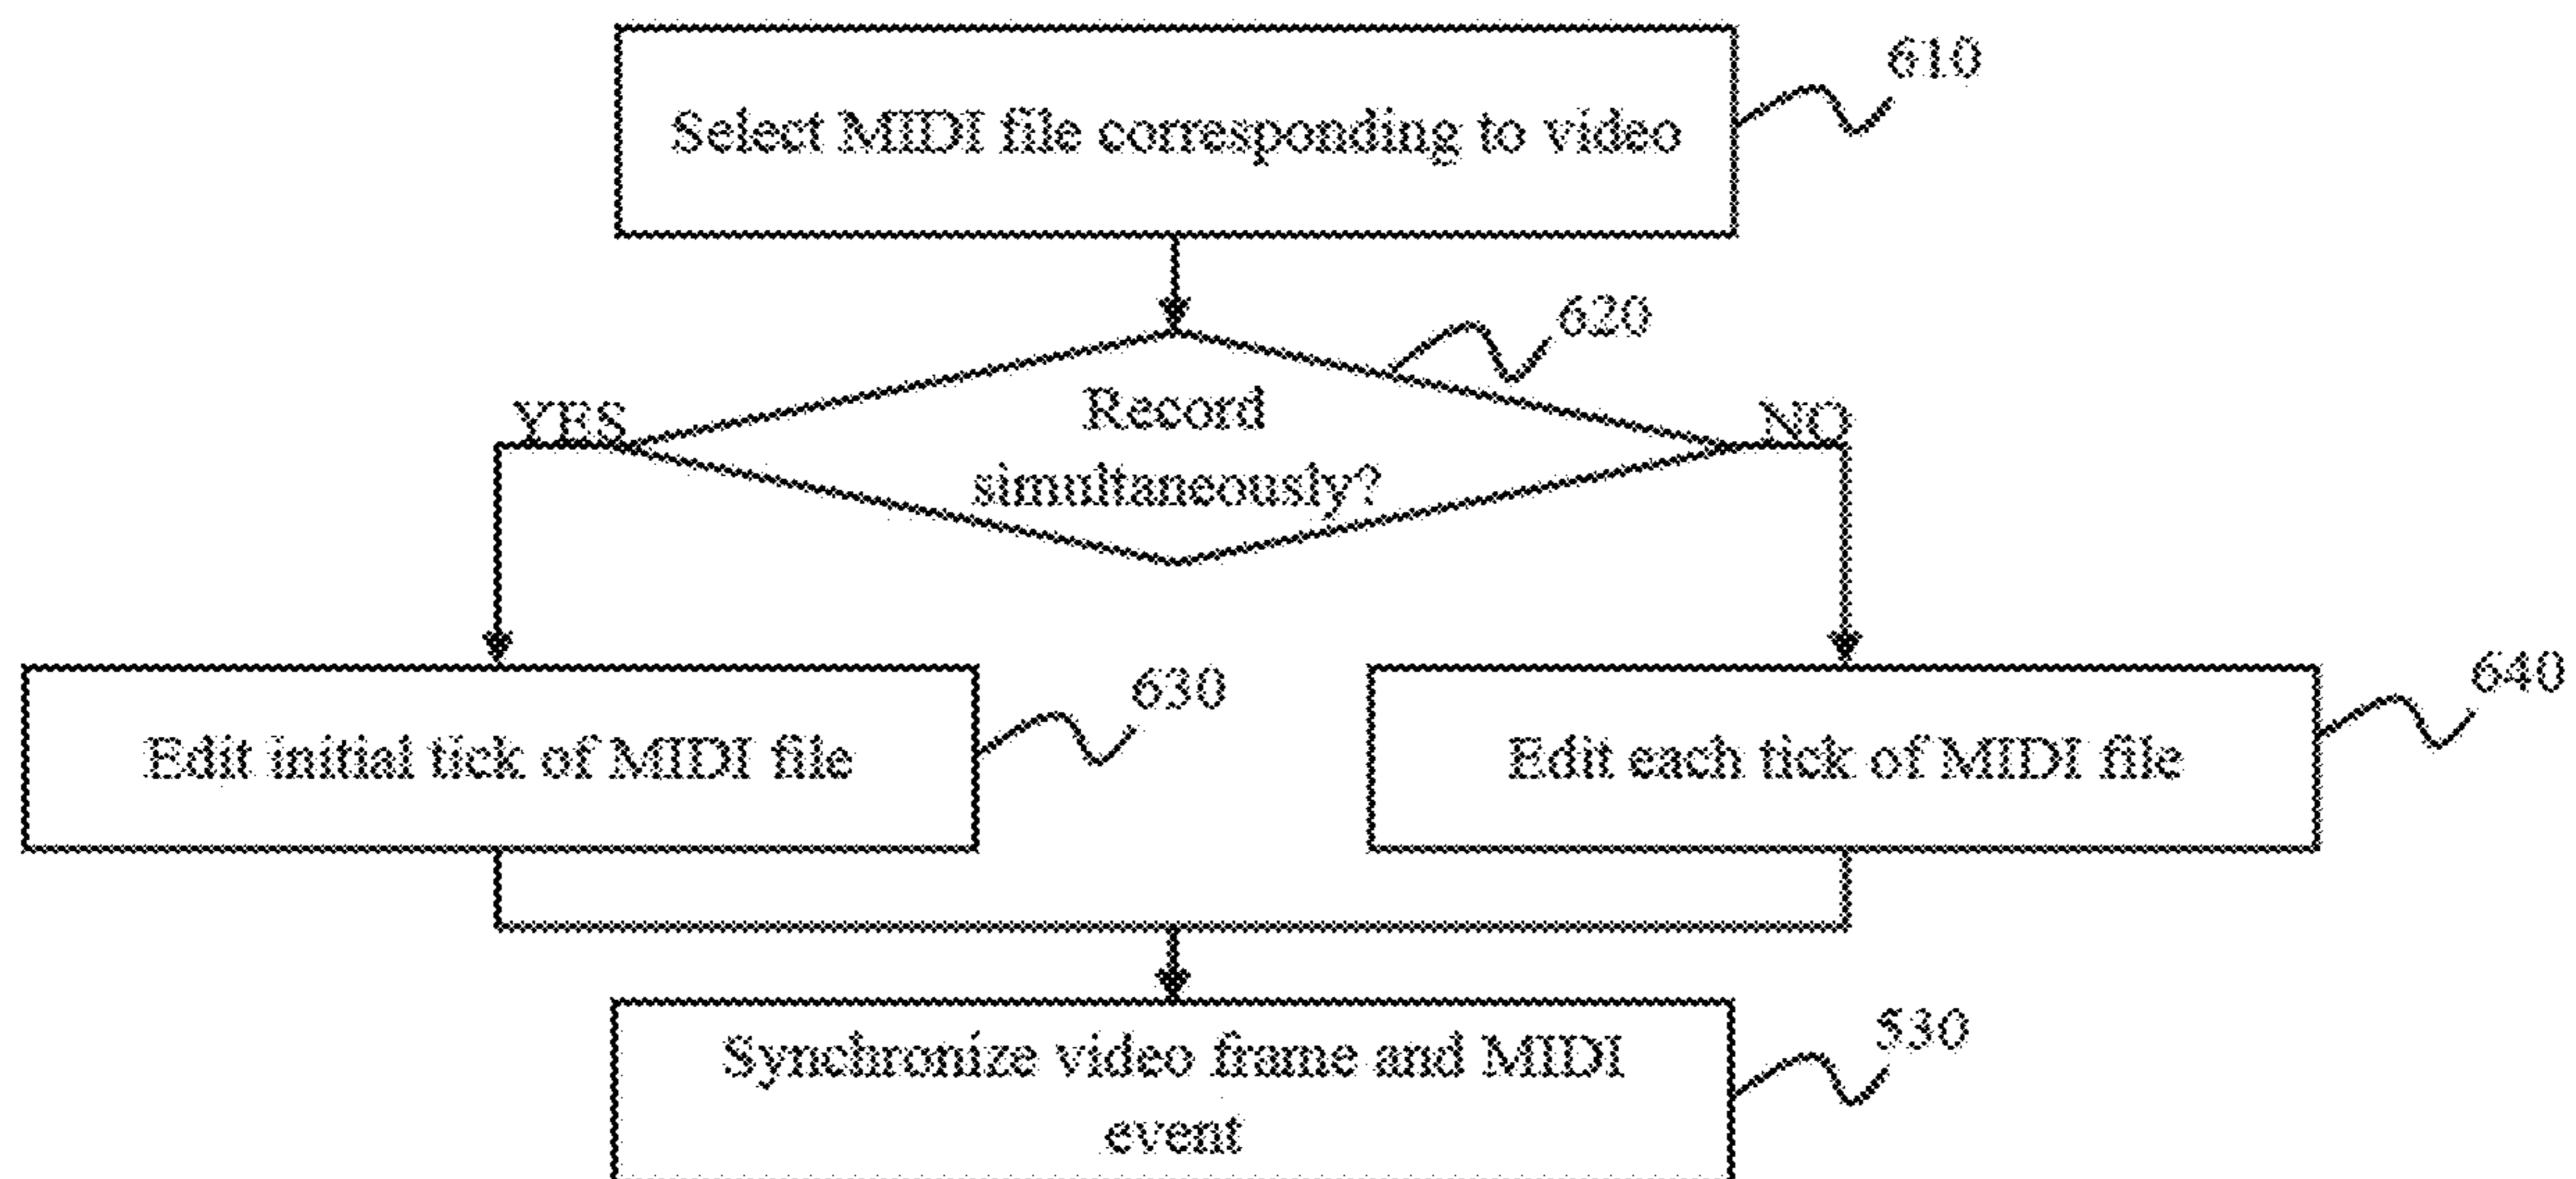 610
Select MIDI file corresponding to video
620
YES
Record
NO
simultaneously?
630
640
Edit initial tick of MIDI file
Edit each tick of MIDI file
530
Synchronize video frame and MIDI
event